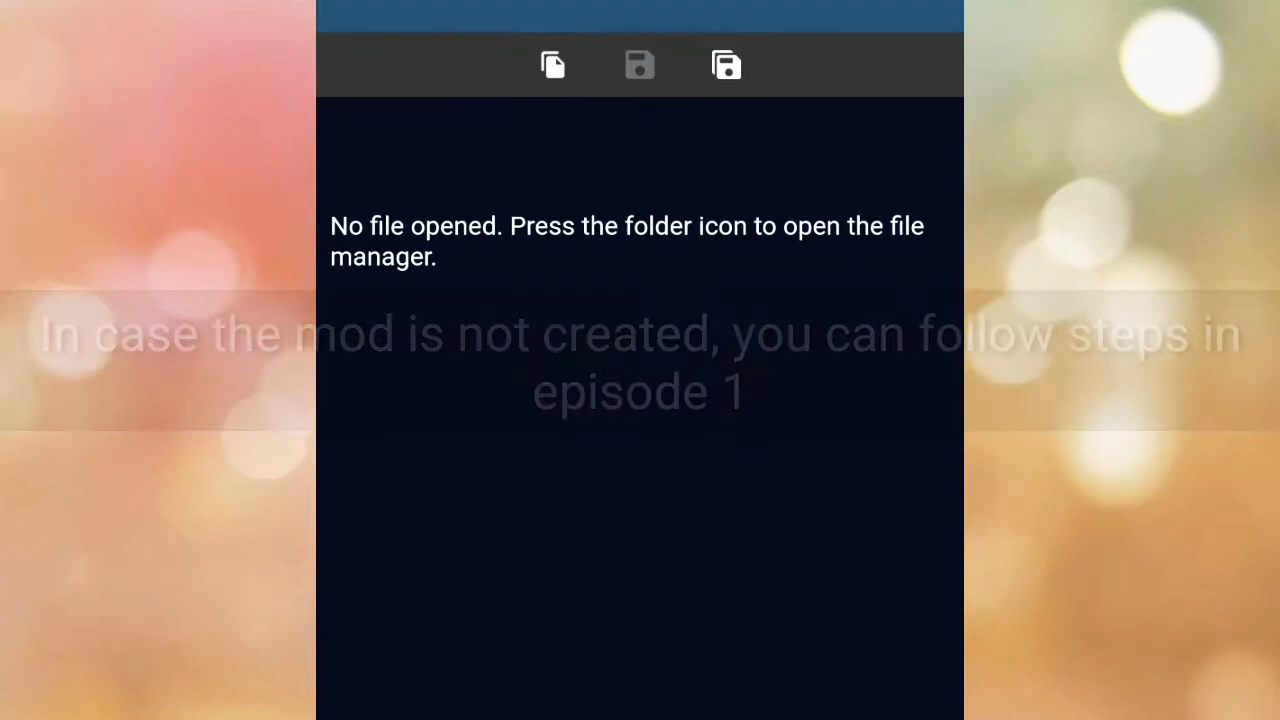 No file opened. Press the folder icon to open the file
manager.
In case the mod is not created, you can follow steps in
episode 1